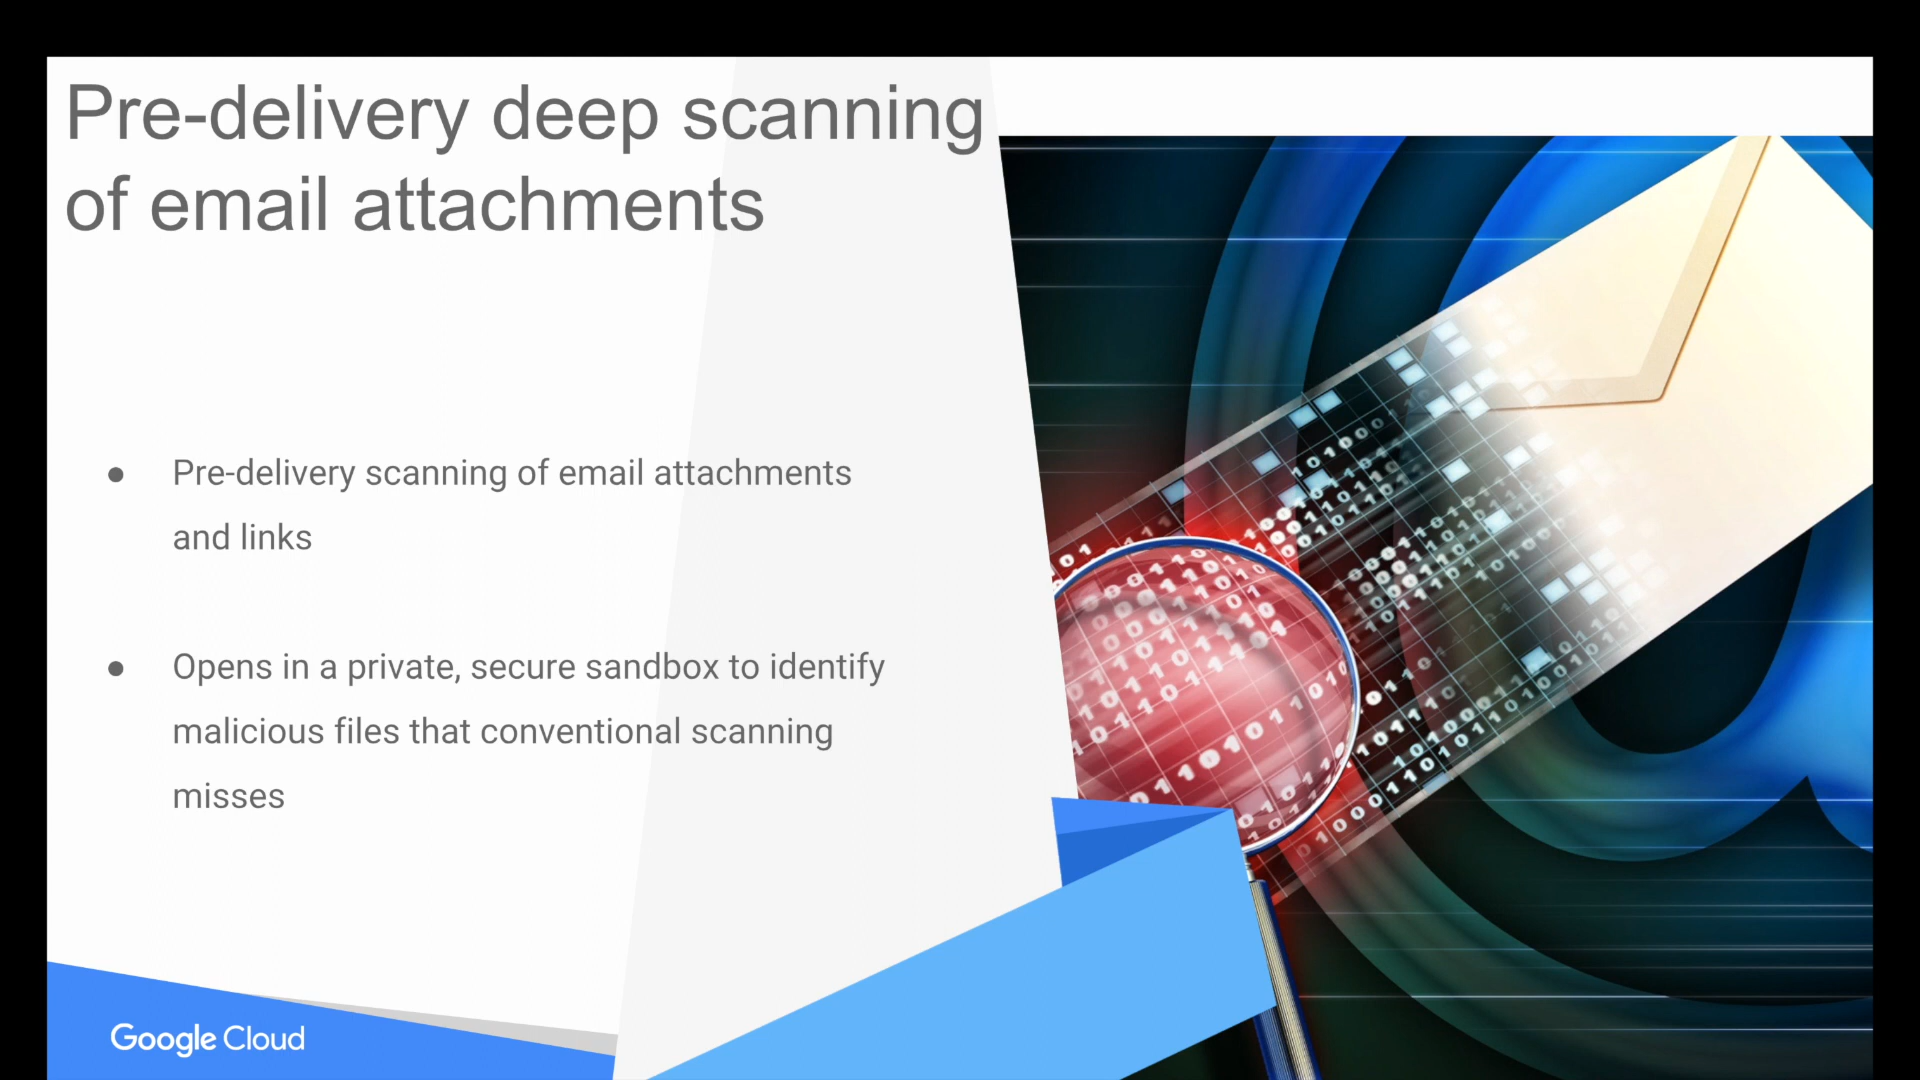 Pre-delivery deep scanning
of email attachments
● Pre-delivery scanning of email attachments
and links
● Opens in a private, secure sandbox to identify
malicious files that conventional scanning
misses
Google Cloud